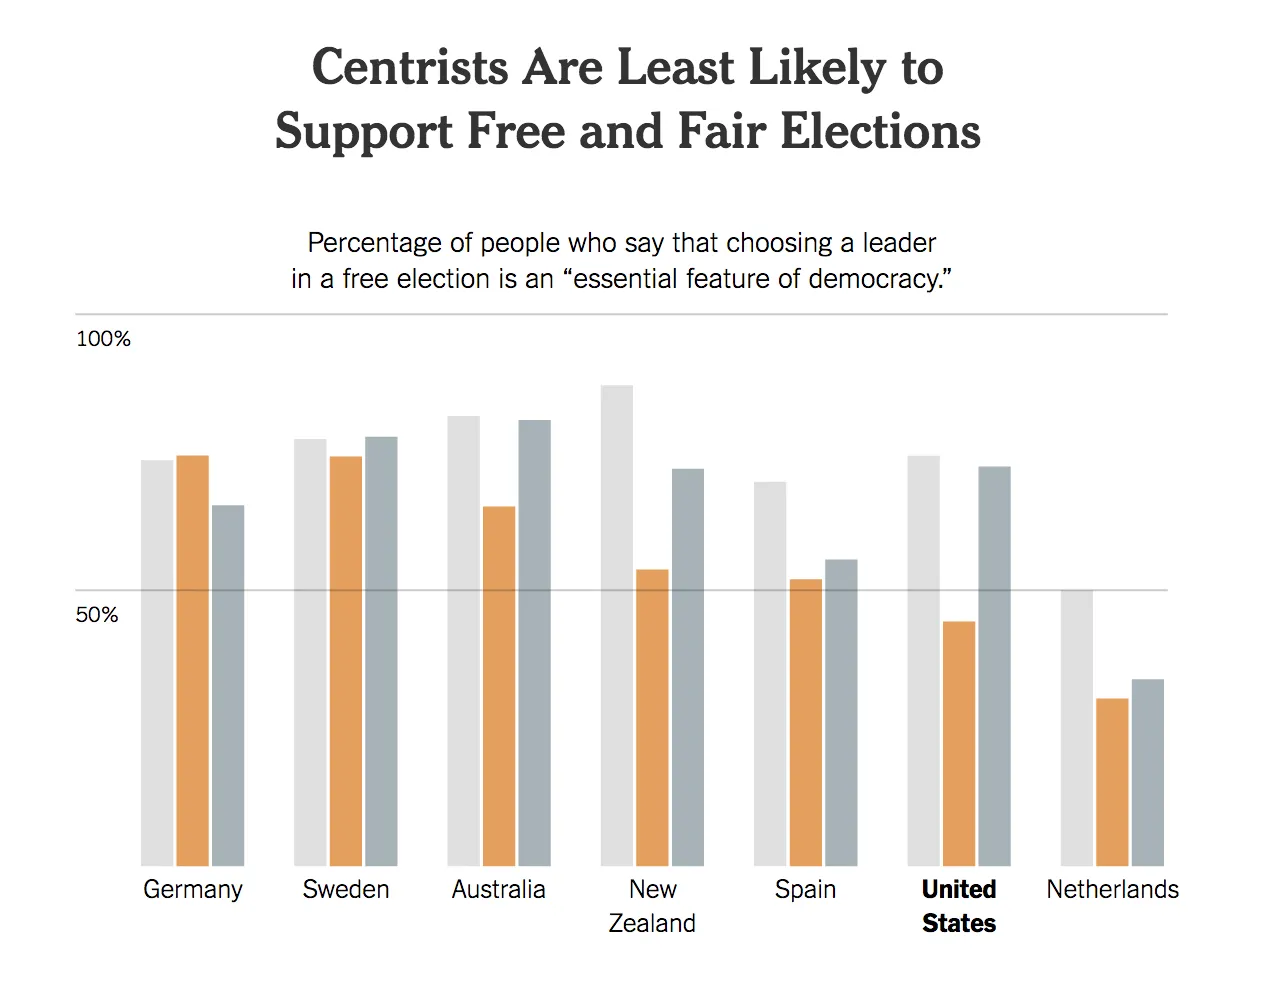 Centrists Are Least Likely to
Support Free and Fair Elections
Percentage of people who say that choosing a leader
in a free election is an “essential feature of democracy.”
100%
50%
Germany
Sweden
Australia
New
Zealand
Spain
United
States
Netherlands